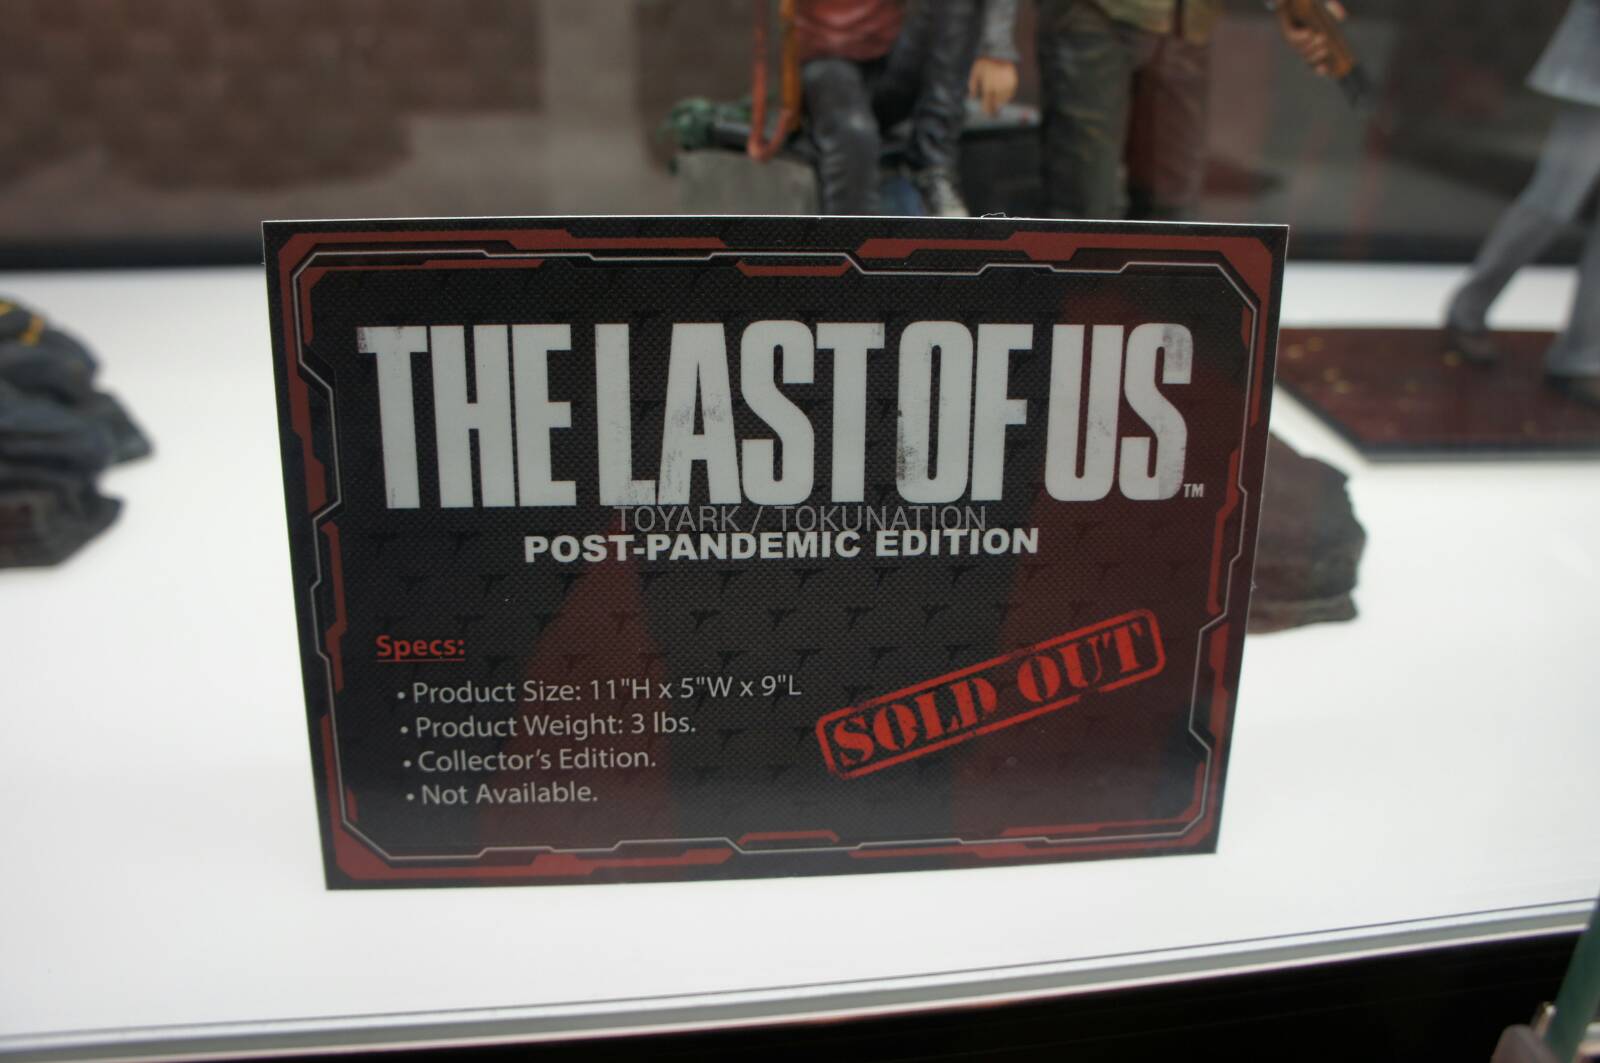 THE LAST OF US™
TOYARK / TOKUNATION
POST-PANDEMIC EDITION
Specs:
• Product Size: 11"H x 5"W x 9"L
• Product Weight: 3 lbs.
• Collector's Edition.
• Not Available.
SOLD OUT